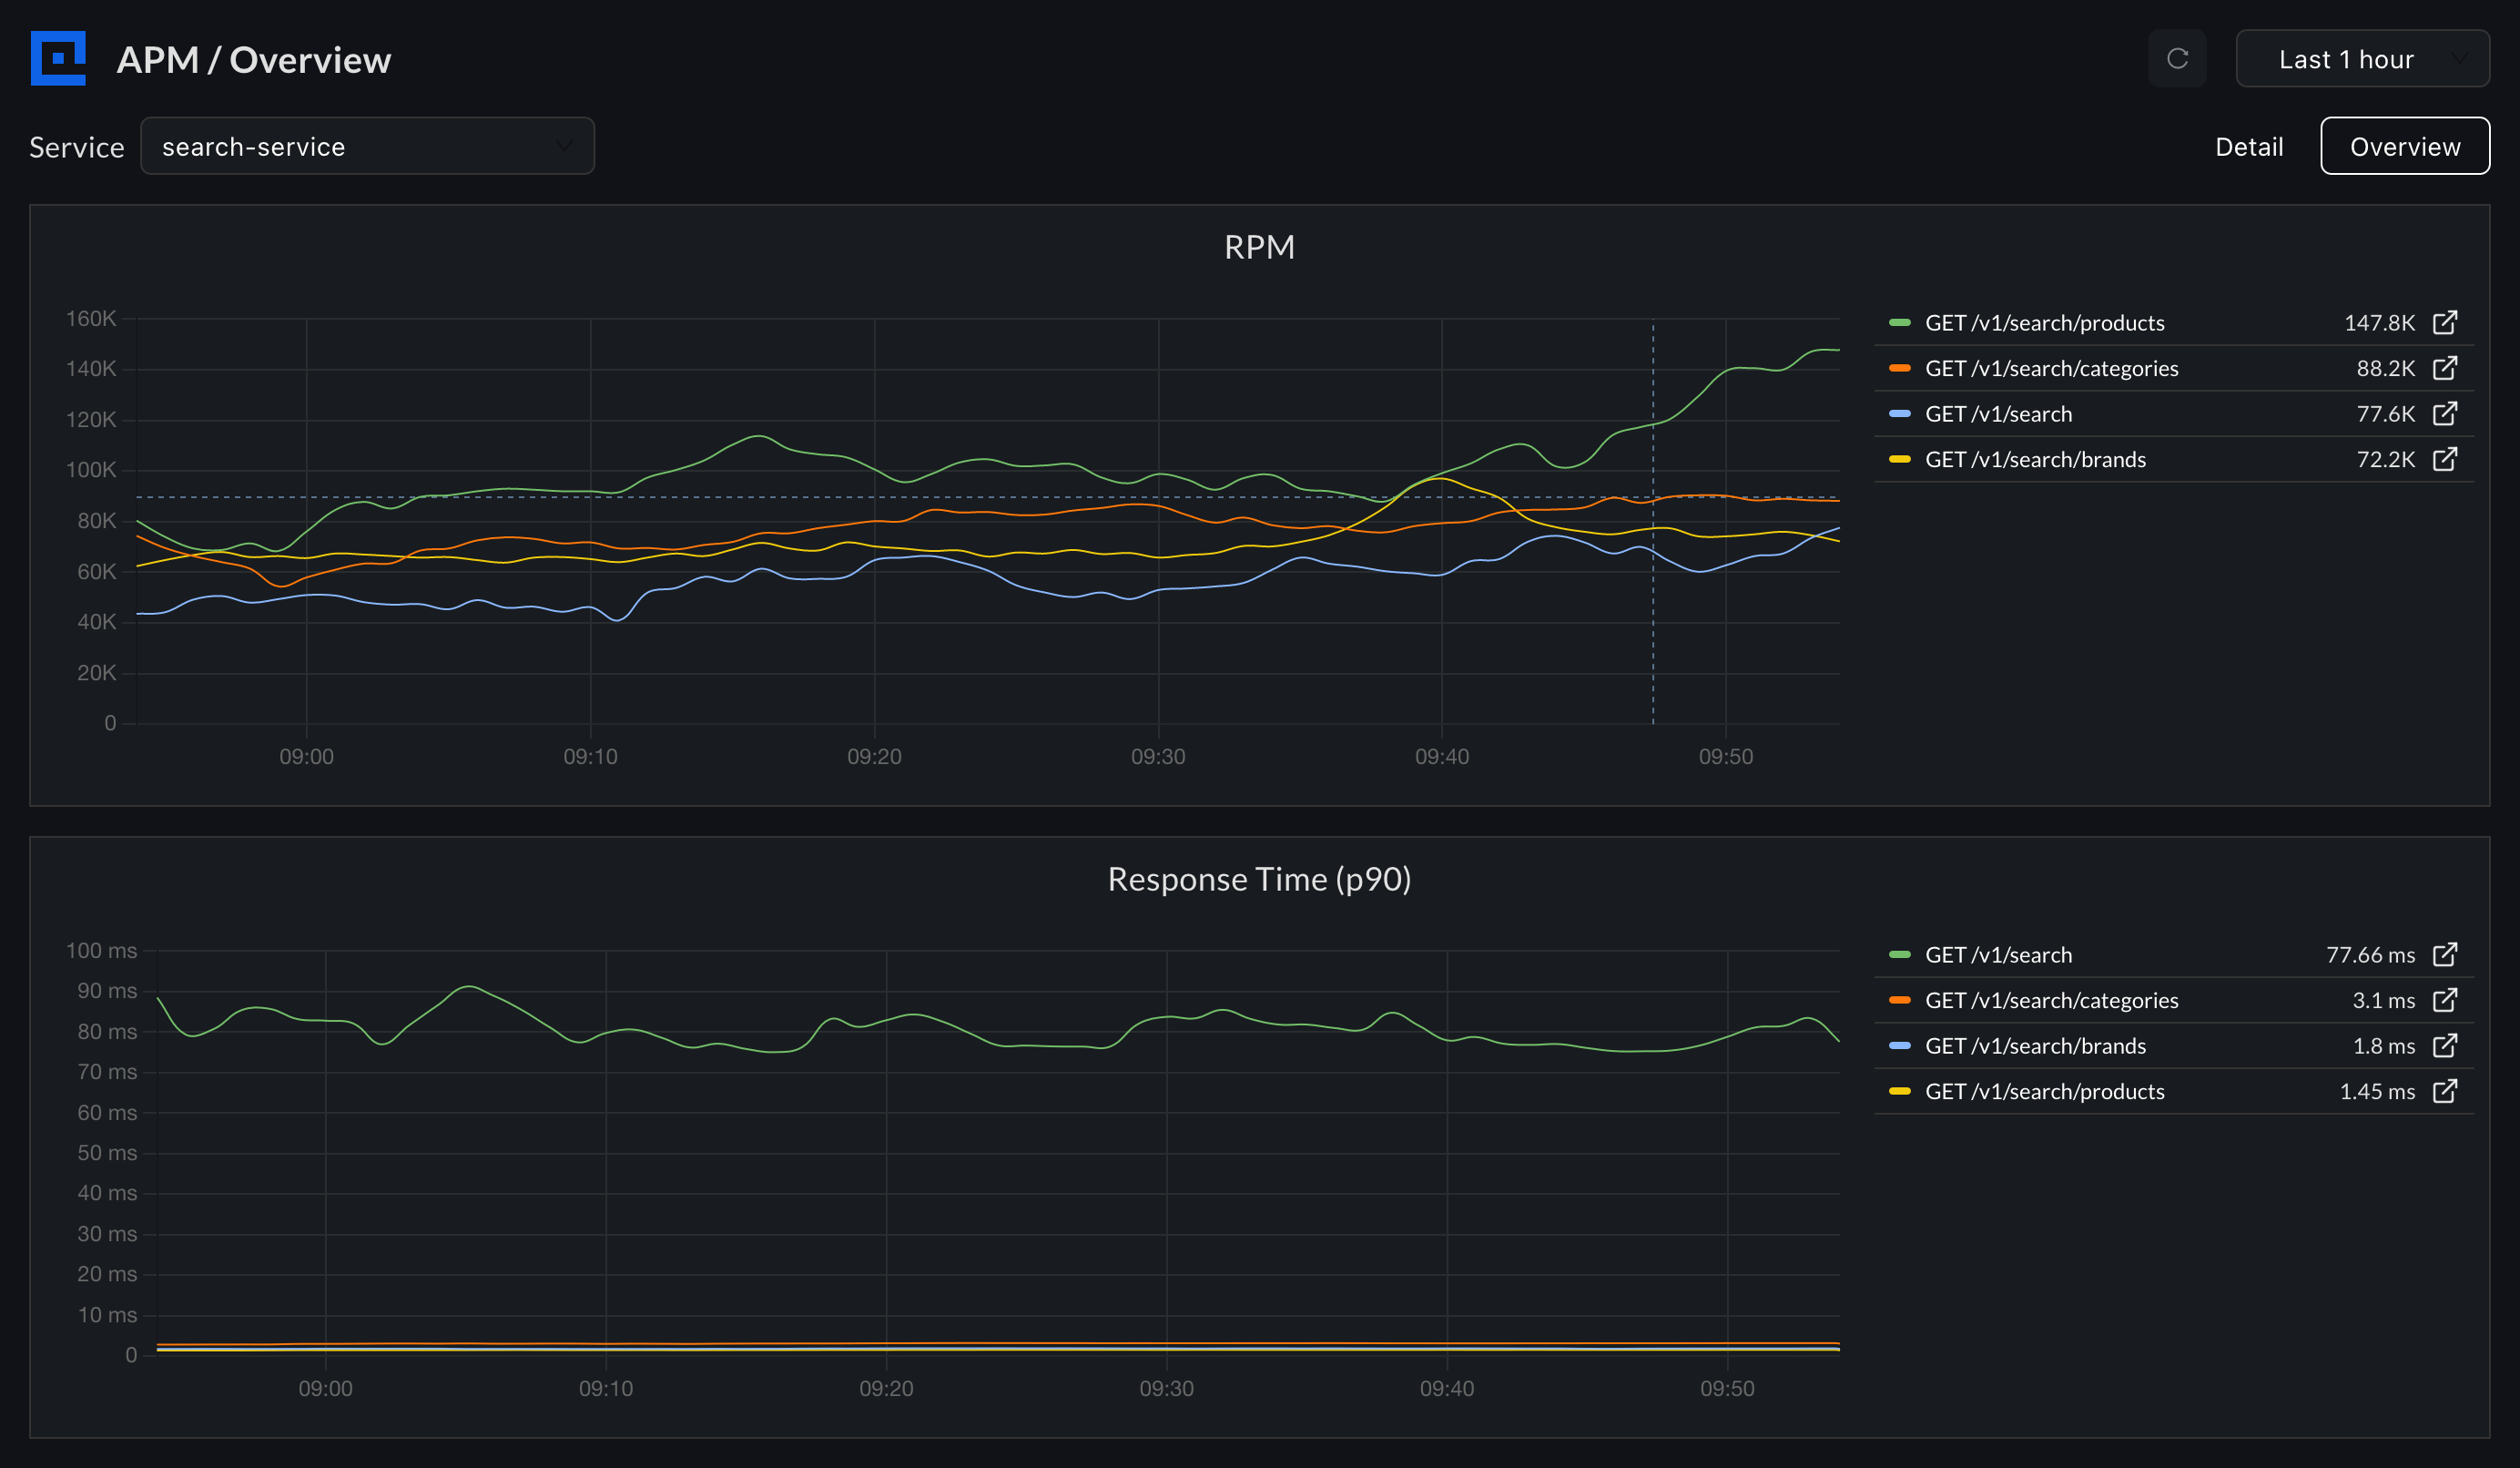 APM / Overview
Last 1 hour
Service
search-service
Detail
Overview
RPM
160K
140K
120K
100K
80K
60K
40K
20K
0
09:00
09:10
09:20
09:30
09:40
09:50
GET /v1/search/products 147.8K
GET /v1/search/categories 88.2K
GET /v1/search 77.6K
GET /v1/search/brands 72.2K
Response Time (p90)
100 ms
90 ms
80 ms
70 ms
60 ms
50 ms
40 ms
30 ms
20 ms
10 ms
0
09:00
09:10
09:20
09:30
09:40
09:50
GET /v1/search 77.66 ms
GET /v1/search/categories 3.1 ms
GET /v1/search/brands 1.8 ms
GET /v1/search/products 1.45 ms